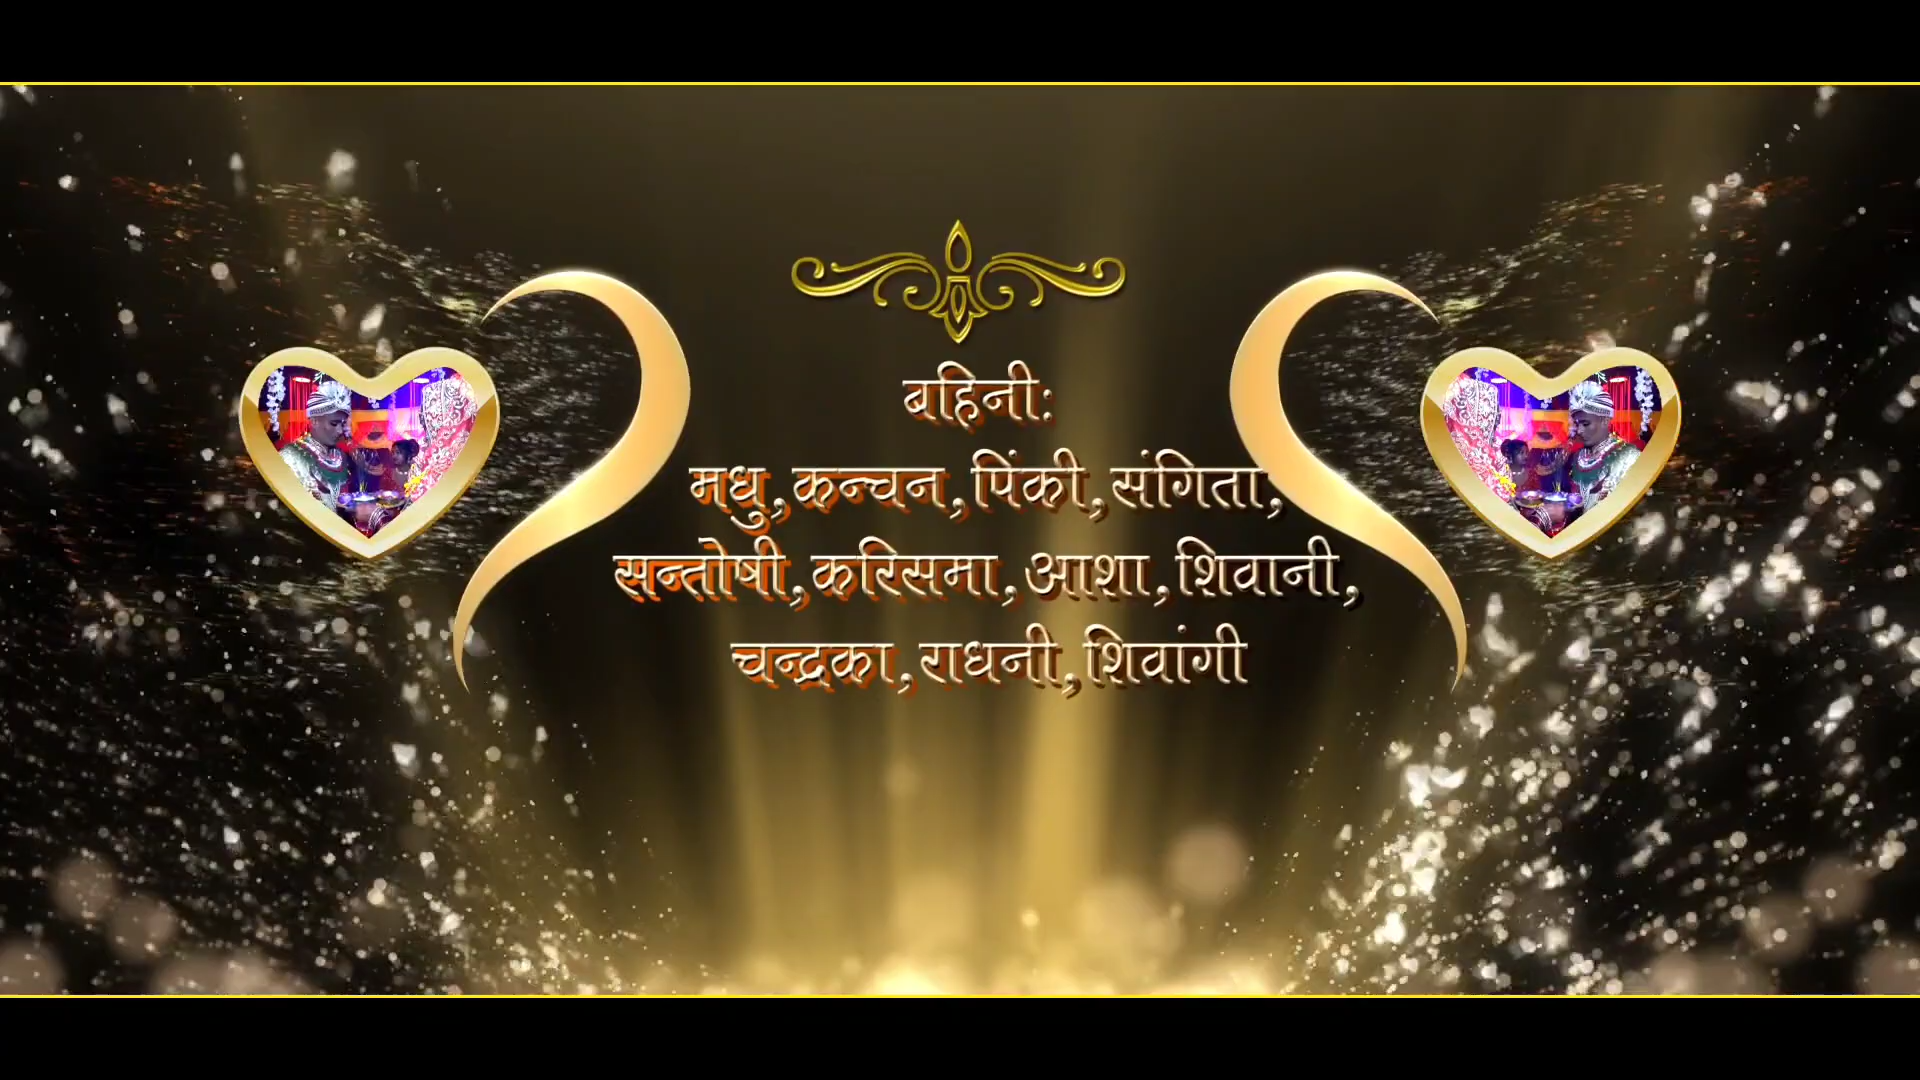 बहिनी:
मधु,कन्चन,पिंकी,संगिता,
सन्तोषी,करिसमा,आशा,शिवानी,
चन्द्रका,राधनी,शिवांगी